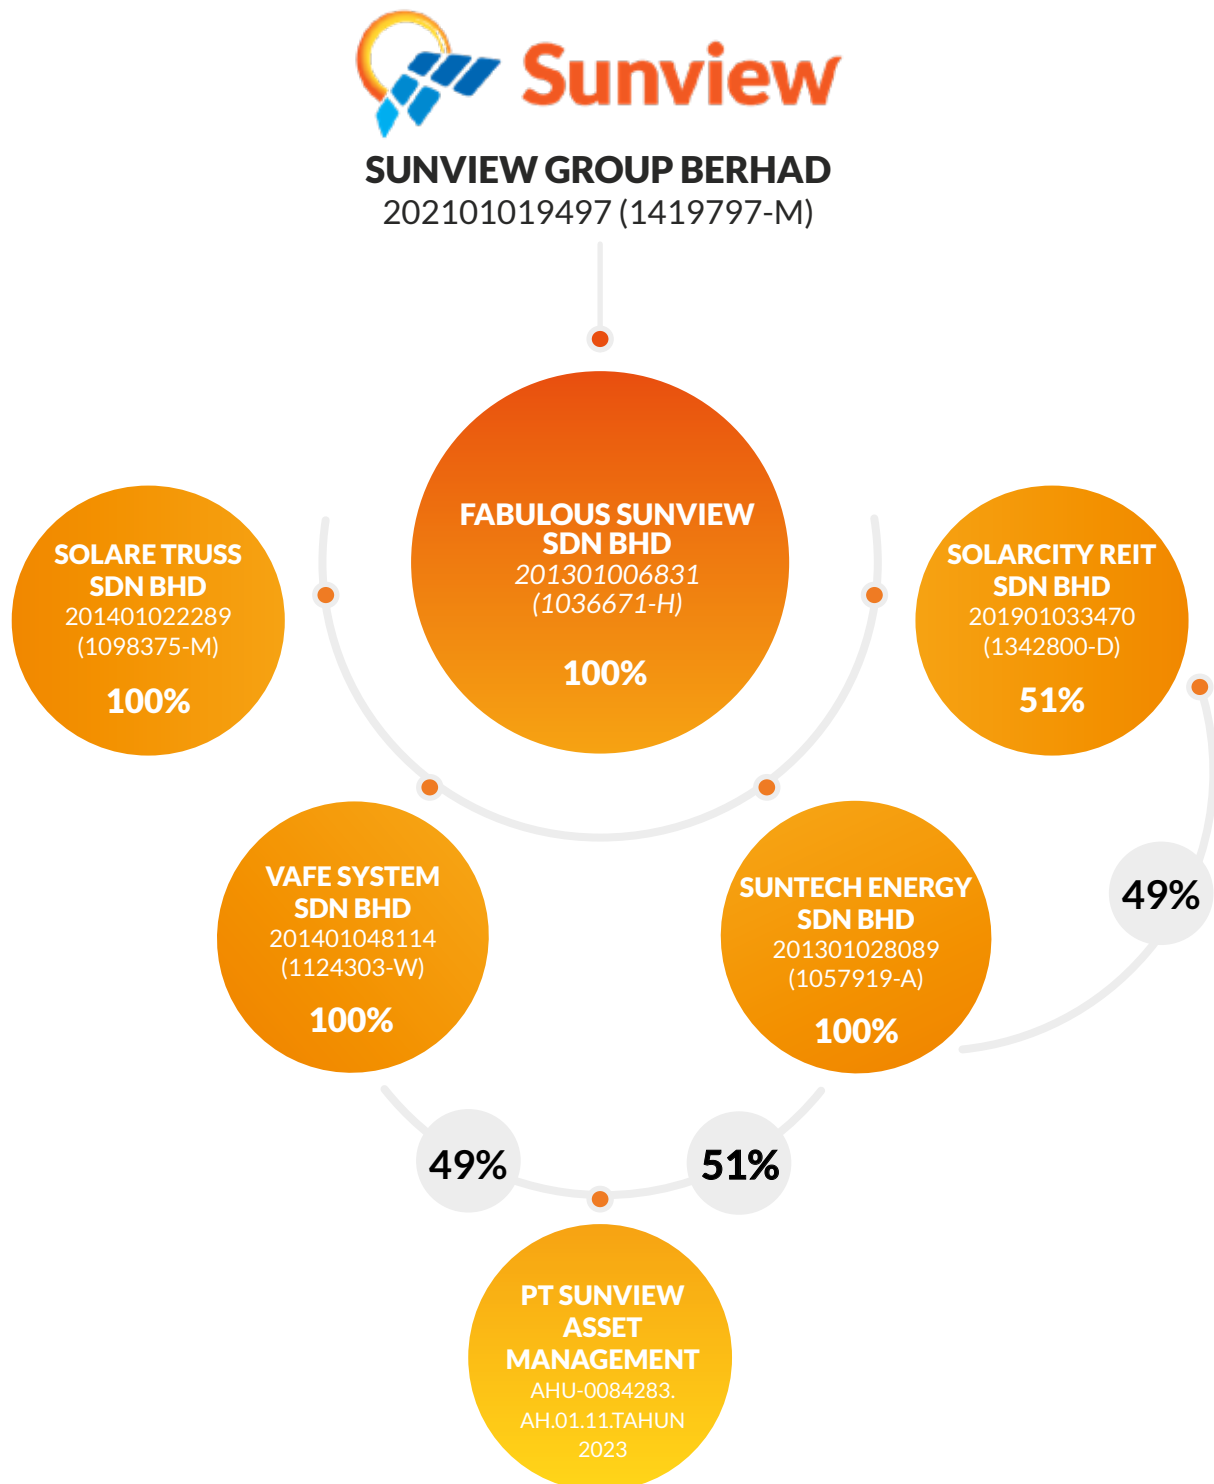 Sunview
SUNVIEW GROUP BERHAD
202101019497 (1419797-M)
FABULOUS SUNVIEW
SDN BHD
201301006831
(1036671-H)
100%
SOLARE TRUSS
SDN BHD
201401022289
(1098375-M)
100%
SOLARCITY REIT
SDN BHD
201901033470
(1342800-D)
51%
VAFE SYSTEM
SDN BHD
201401048114
(1124303-W)
100%
SUNTECH ENERGY
SDN BHD
201301028089
(1057919-A)
100%
49%
49%
51%
PT SUNVIEW
ASSET
MANAGEMENT
AHU-0084283.
AH.01.11.TAHUN
2023